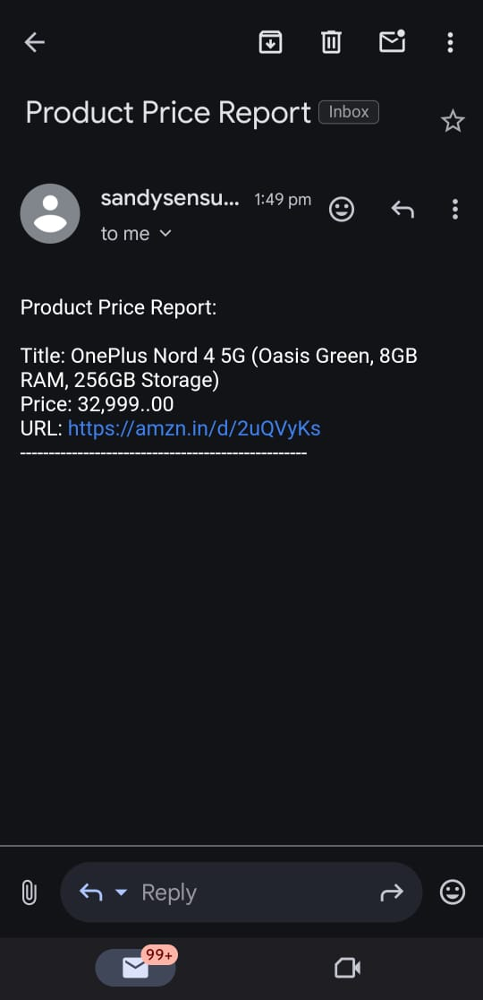 Product Price Report Inbox
sandysensu... 1:49 pm
to me
Product Price Report:
Title: OnePlus Nord 4 5G (Oasis Green, 8GB
RAM, 256GB Storage)
Price: 32,999..00
URL: https://amzn.in/d/2uQVyKs
--------------------------------------------------
Reply
99+